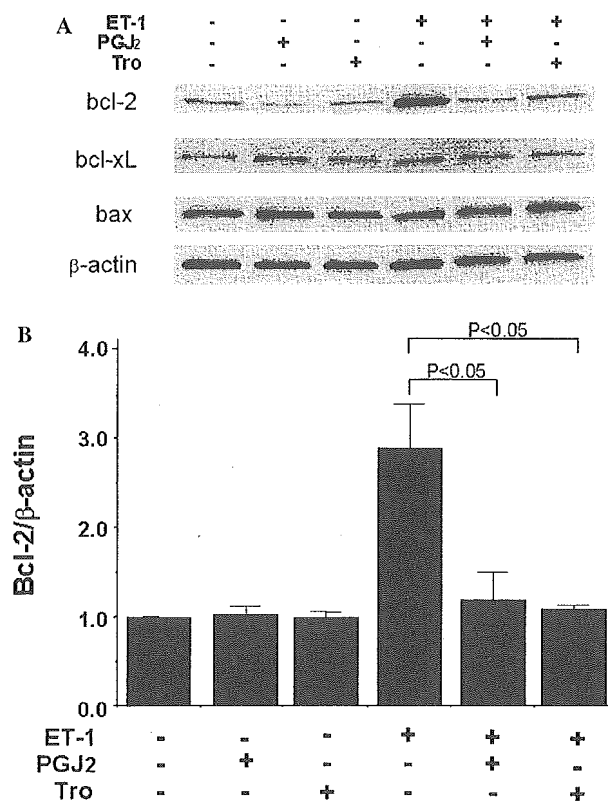 A
ET-1 - - - + + +
PGJ2 - + - - + -
Tro - - + - - +
bcl-2
bcl-xL
bax
β-actin
B
P<0.05
P<0.05
4.0
3.0
2.0
1.0
0.0
Bcl-2/β-actin
ET-1 - - - + + +
PGJ2 - + - - + -
Tro - - + - - +